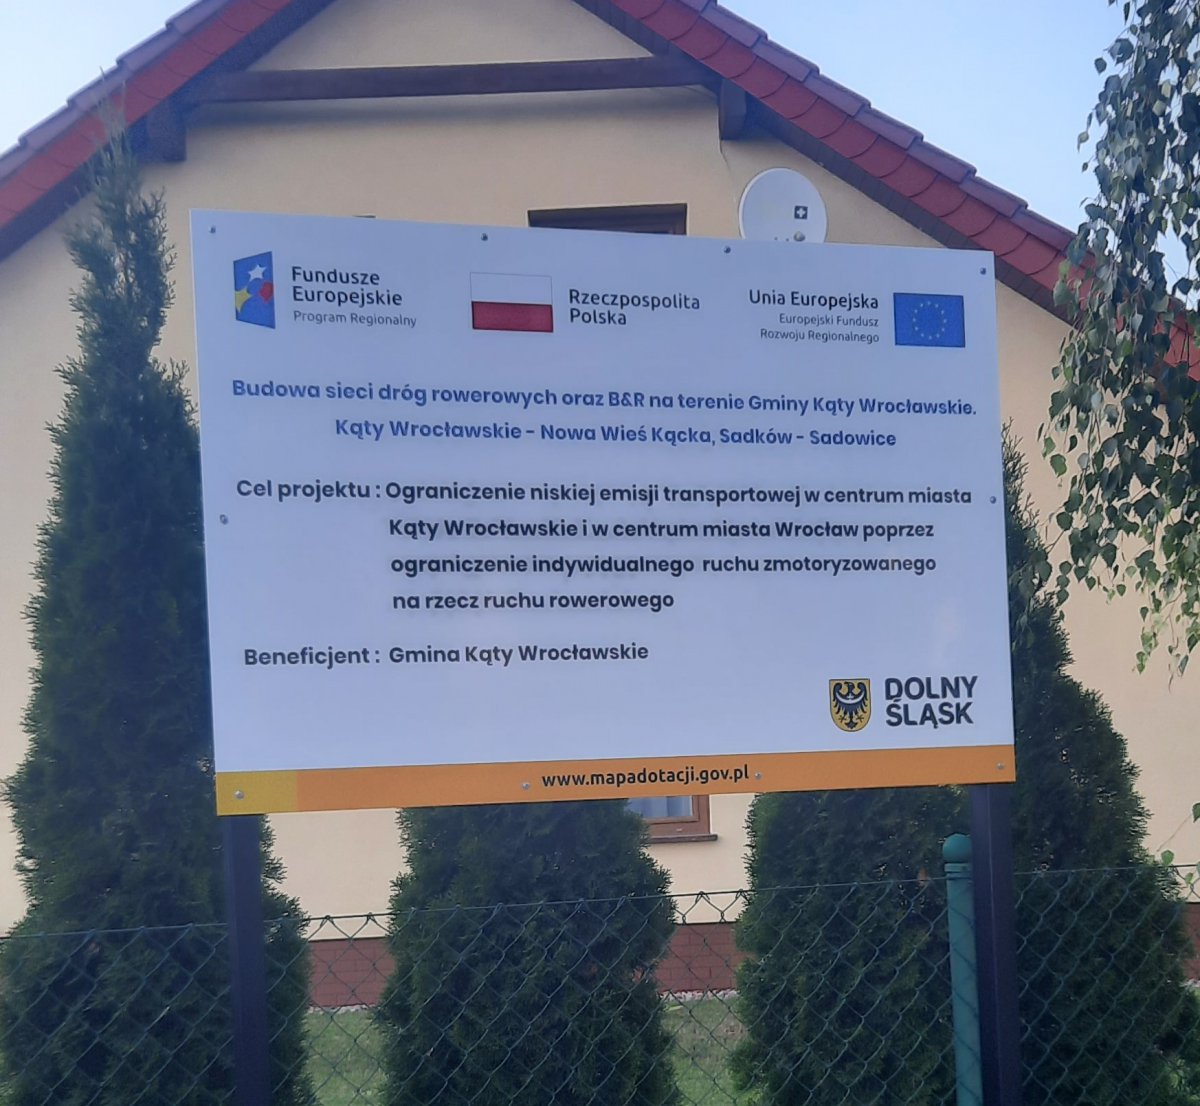 Fundusze
Europejskie
Program Regionalny
Rzeczpospolita
Polska
Unia Europejska
Europejski Fundusz
Rozwoju Regionalnego
Budowa sieci dróg rowerowych oraz B&R na terenie Gminy Kąty Wrocławskie.
Kąty Wrocławskie - Nowa Wieś Kącka, Sadków - Sadowice
Cel projektu : Ograniczenie niskiej emisji transportowej w centrum miasta
Kąty Wrocławskie i w centrum miasta Wrocław poprzez
ograniczenie indywidualnego ruchu zmotoryzowanego
na rzecz ruchu rowerowego
Beneficjent : Gmina Kąty Wrocławskie
DOLNY
ŚLĄSK
www.mapadotacji.gov.pl